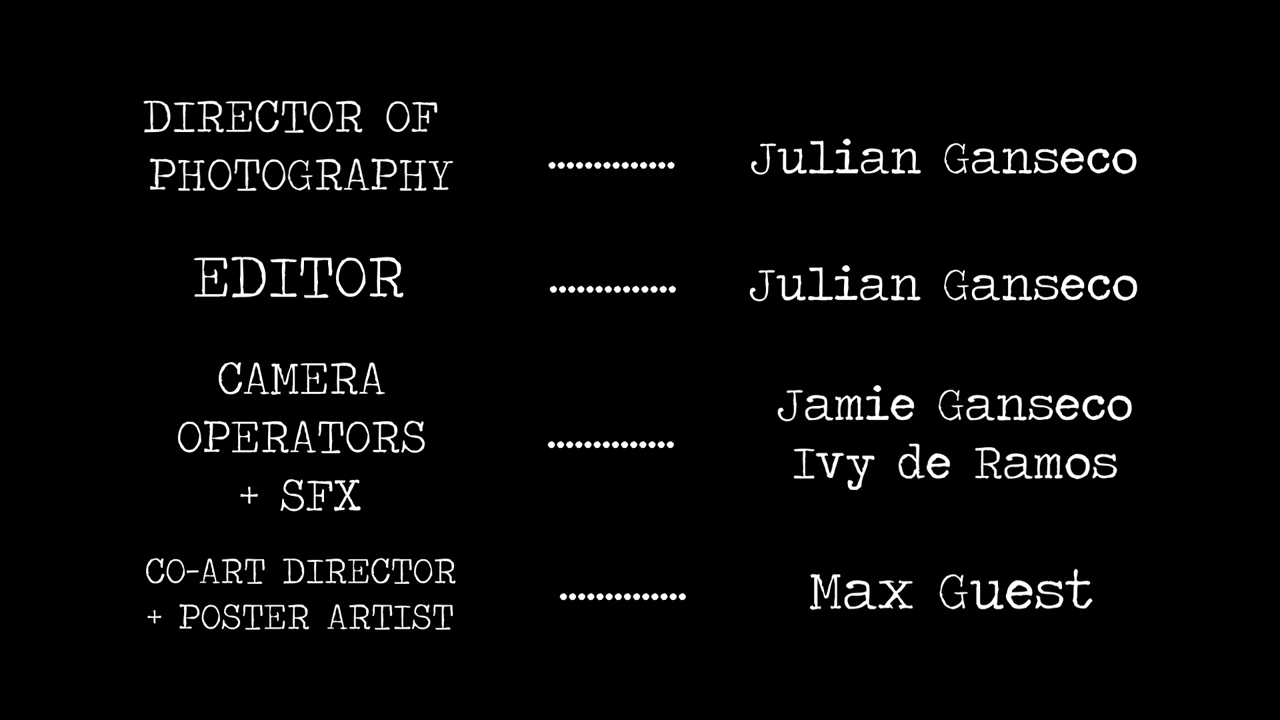 DIRECTOR OF
PHOTOGRAPHY .............. Julian Ganseco
EDITOR .............. Julian Ganseco
CAMERA
OPERATORS
+ SFX .............. Jamie Ganseco
Ivy de Ramos
CO-ART DIRECTOR
+ POSTER ARTIST .............. Max Guest